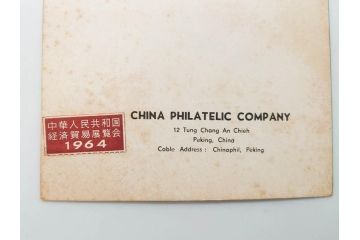 中華人民共和国
経済貿易展覧会
1964
CHINA PHILATELIC COMPANY
12 Tung Chang An Chieh
Peking, China
Cable Address: Chinaphil, Peking